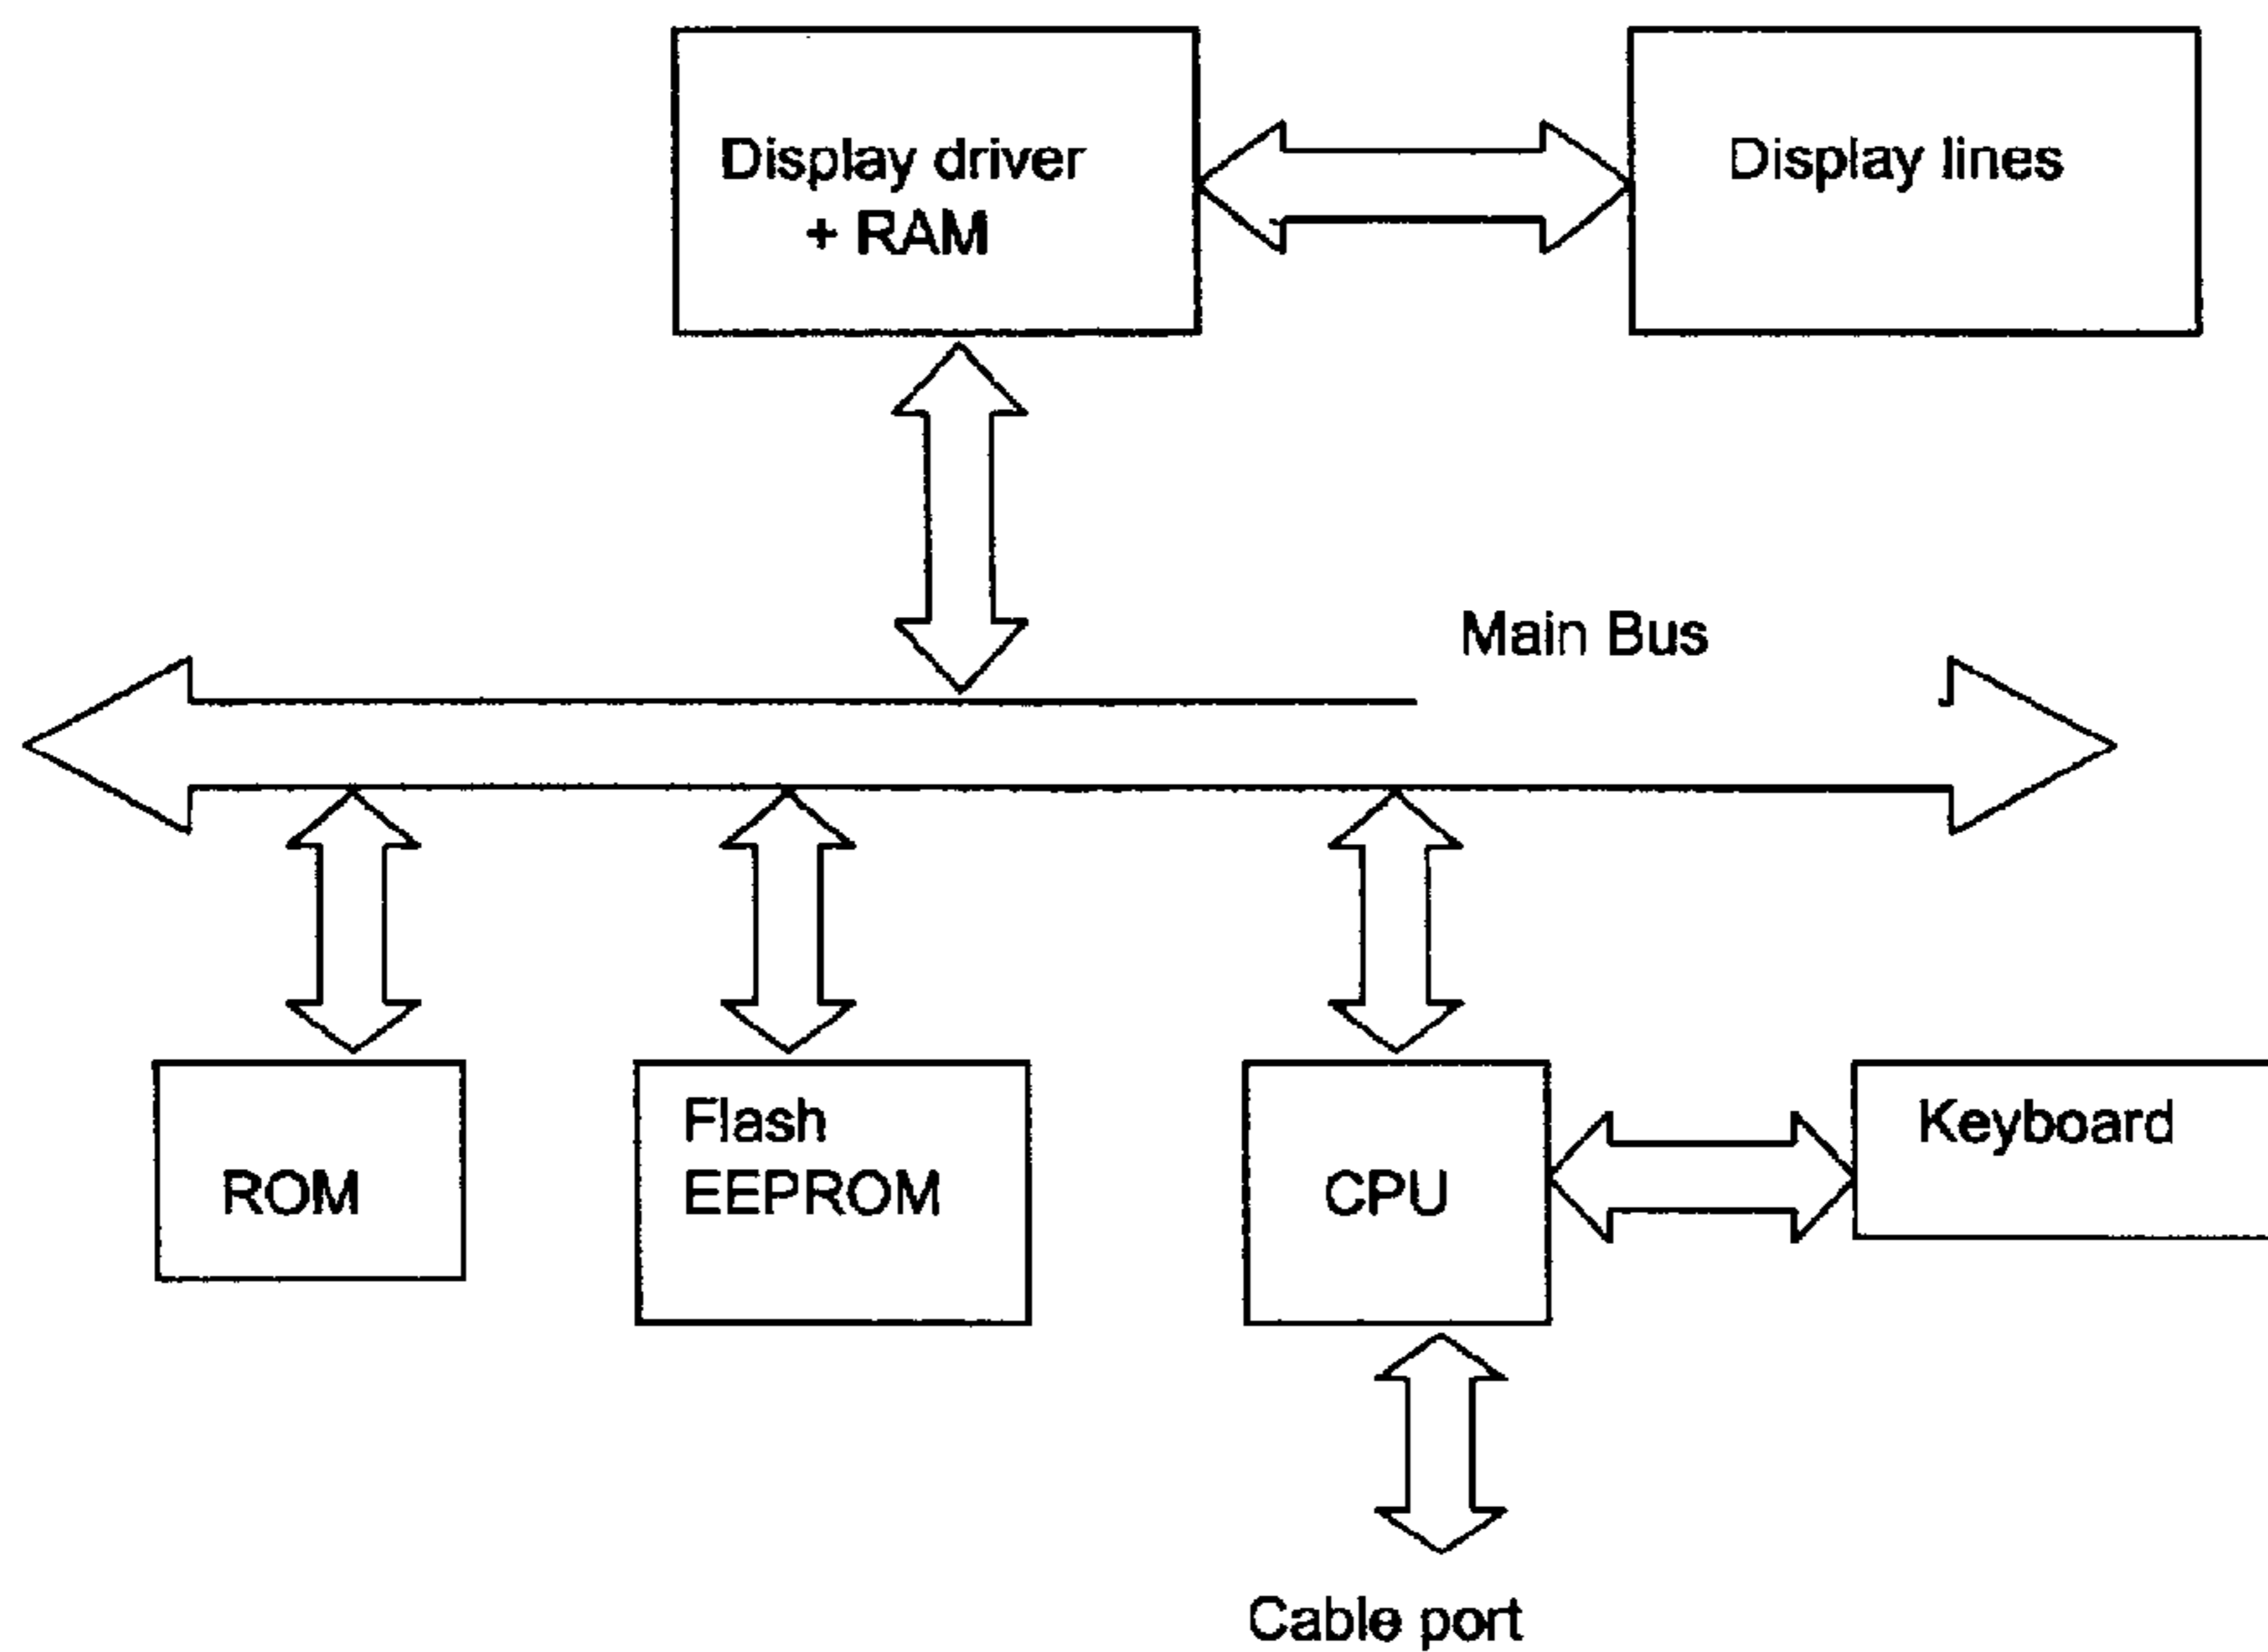 Display driver
+ RAM
Display lines
Main Bus
ROM
Flash
EEPROM
CPU
Keyboard
Cable port